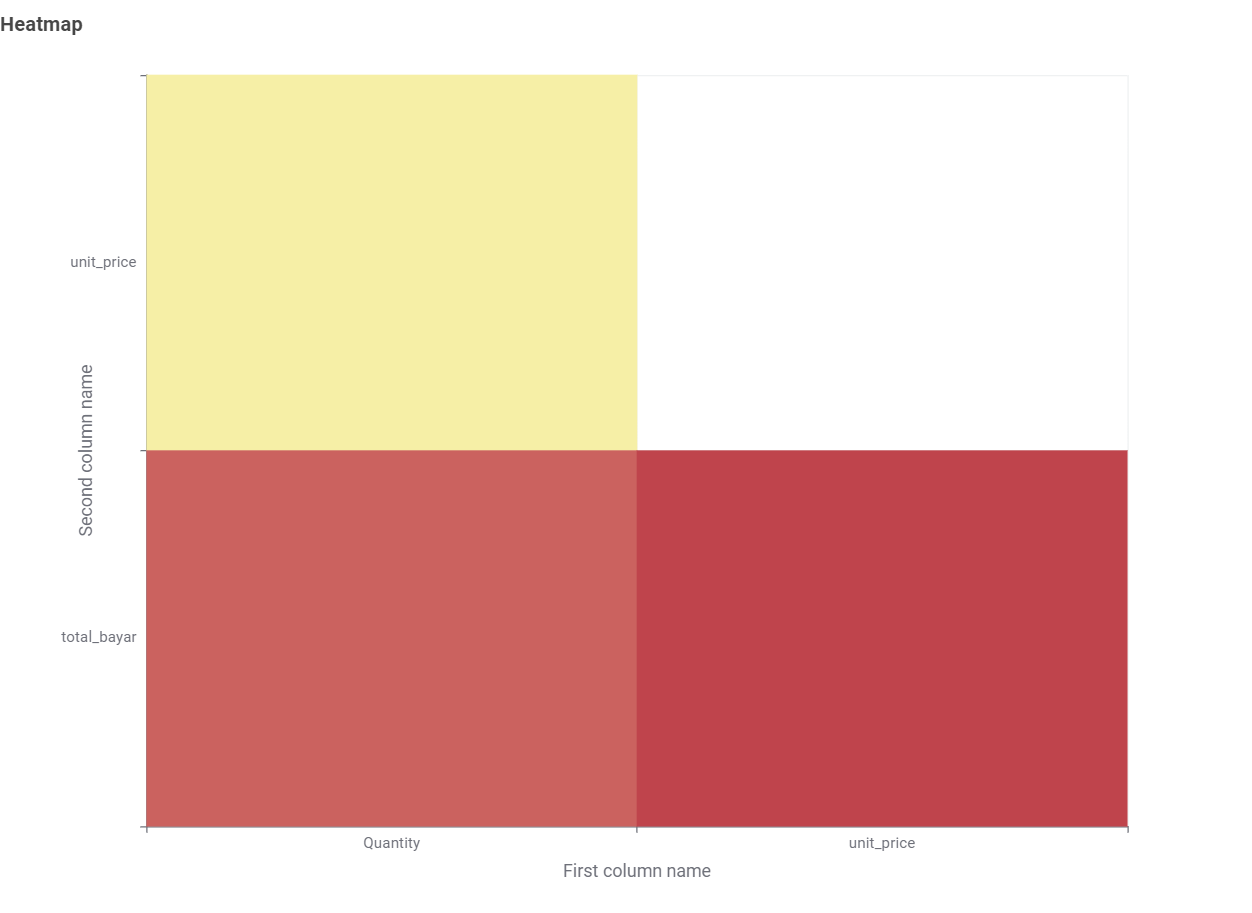 Heatmap
unit_price
Second column name
total_bayar
Quantity
unit_price
First column name